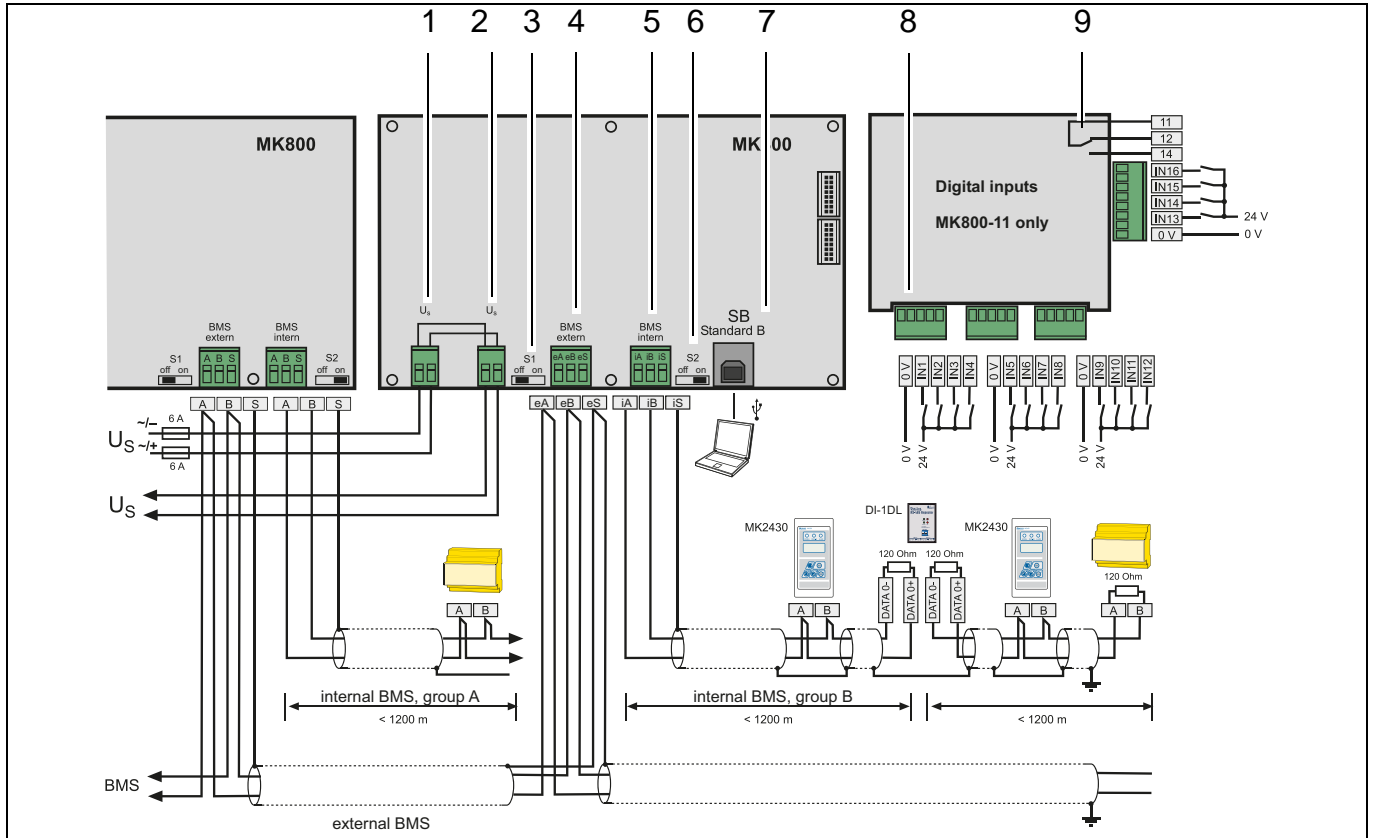 1 2 3 4 5 6 7 8 9
MK800
MK 00
Digital inputs
MK800-11 only
11
12
14
IN16
IN15
IN14
IN13
0 V
24 V
0 V
BMS extern
A B S
BMS intern
A B S
S1
off on
S2
off on
Us
Us
S1
off on
BMS extern
eA eB eS
BMS intern
iA iB iS
S2
off on
SB
Standard B
A B S A B S
eA eB eS iA iB iS
0 V IN1 IN2 IN3 IN4
0 V IN5 IN6 IN7 IN8
0 V IN9 IN10 IN11 IN12
0 V 24 V
0 V 24 V
0 V 24 V
US
~/–
6 A
~/+
6 A
US
MK2430
DI-1DL
MK2430
120 Ohm
120 Ohm
120 Ohm
A B
A B
DATA 0-
DATA 0+
DATA 0-
DATA 0+
A B
A B
internal BMS, group A
< 1200 m
internal BMS, group B
< 1200 m
< 1200 m
BMS
external BMS